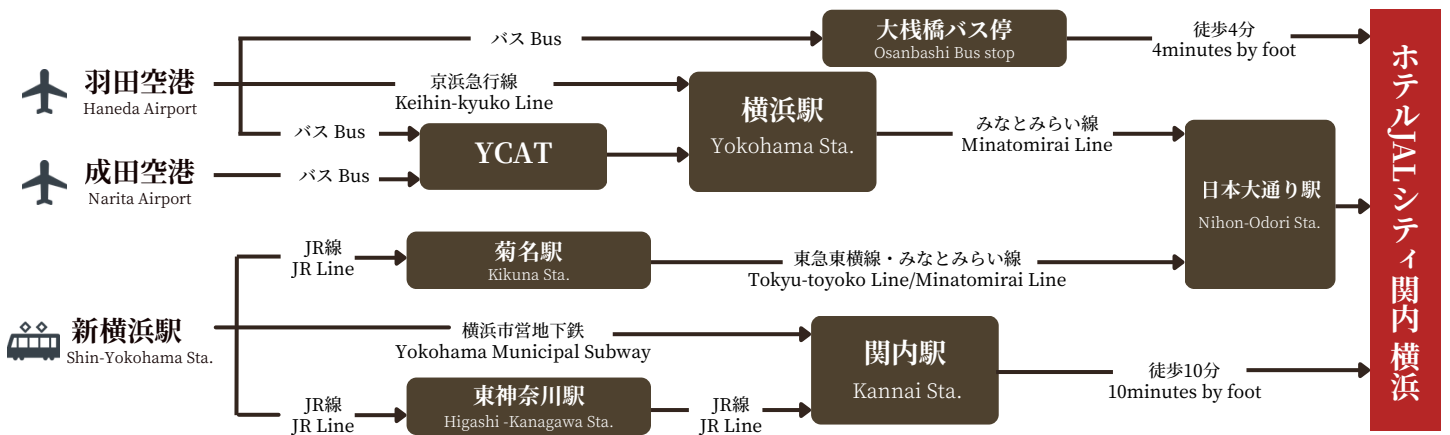 バス Bus
大桟橋バス停
Osanbashi Bus stop
徒歩4分
4minutes by foot
羽田空港
Haneda Airport
京浜急行線
Keihin-kyuko Line
バス Bus
YCAT
横浜駅
Yokohama Sta.
みなとみらい線
Minatomirai Line
成田空港
Narita Airport
バス Bus
日本大通り駅
Nihon-Odori Sta.
JR線
JR Line
菊名駅
Kikuna Sta.
東急東横線・みなとみらい線
Tokyu-toyoko Line/Minatomirai Line
新横浜駅
Shin-Yokohama Sta.
横浜市営地下鉄
Yokohama Municipal Subway
関内駅
Kannai Sta.
徒歩10分
10minutes by foot
JR線
JR Line
東神奈川駅
Higashi -Kanagawa Sta.
JR線
JR Line
ホテルJALシティ関内 横浜